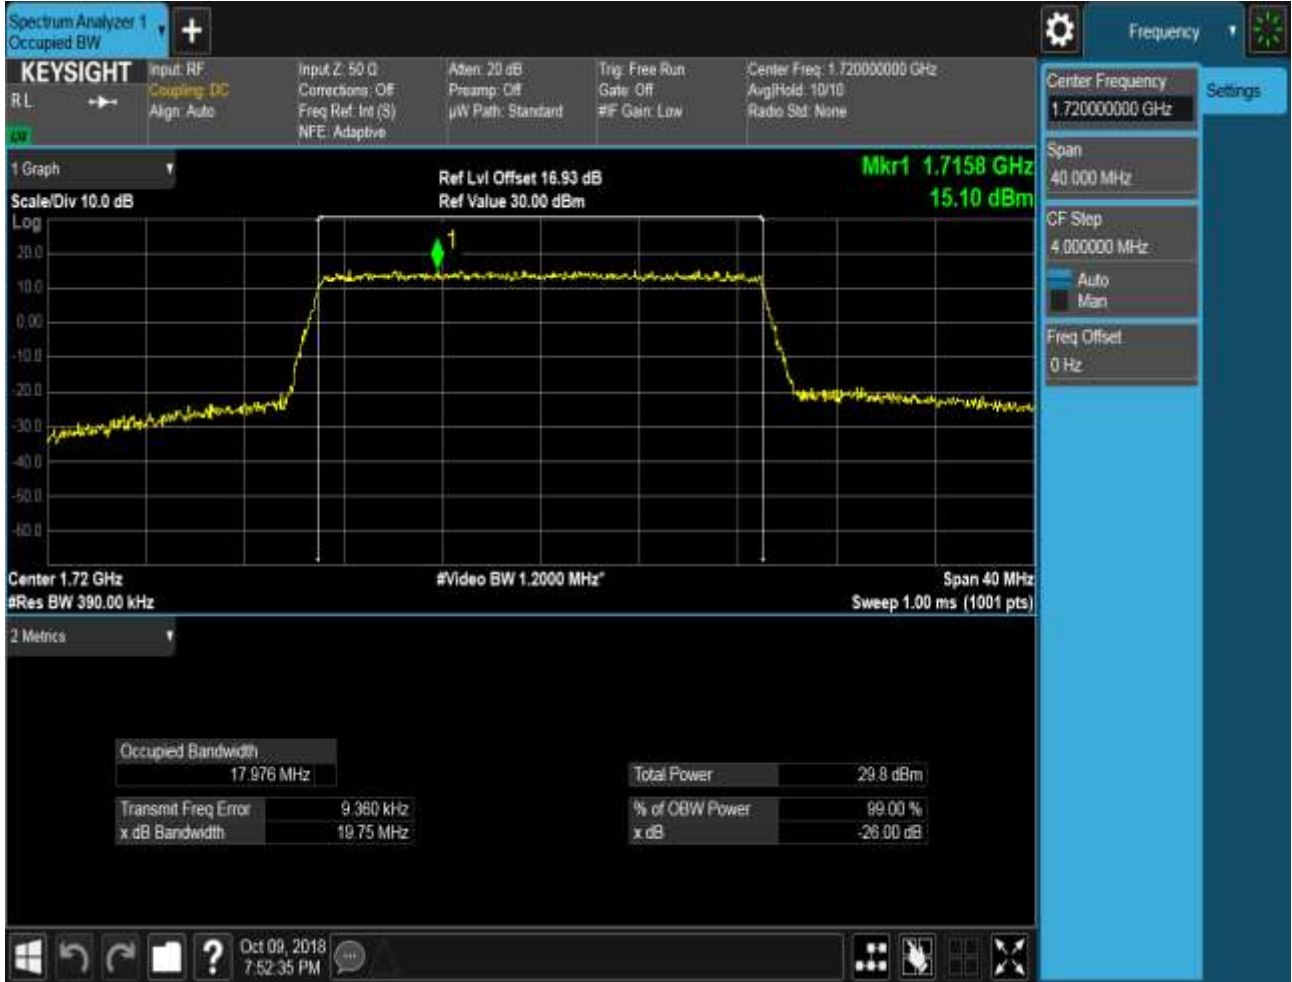 Spectrum Analyzer 1
Occupied BW
Frequency
KEYSIGHT
RL
Input: RF
Coupling: DC
Align: Auto
Input Z: 50 Ω
Corrections: Off
Freq Ref: Int (S)
NFE: Adaptive
Atten: 20 dB
Preamp: Off
µW Path: Standard
Trig: Free Run
Gate: Off
#IF Gain: Low
Center Freq: 1.720000000 GHz
Avg|Hold: 10/10
Radio Std: None
Center Frequency
1.720000000 GHz
Settings
Span
40.000 MHz
CF Step
4.000000 MHz
Auto
Man
Freq Offset
0 Hz
1 Graph
Scale/Div 10.0 dB
Ref Lvl Offset 16.93 dB
Ref Value 30.00 dBm
Mkr1 1.7158 GHz
15.10 dBm
Log
1
20.0
10.0
0.00
-10.0
-20.0
-30.0
-40.0
-50.0
-60.0
Center 1.72 GHz
#Video BW 1.2000 MHz*
Span 40 MHz
#Res BW 390.00 kHz
Sweep 1.00 ms (1001 pts)
2 Metrics
Occupied Bandwidth
17.976 MHz
Total Power 29.8 dBm
Transmit Freq Error 9.360 kHz
% of OBW Power 99.00 %
x dB Bandwidth 19.75 MHz
x dB -26.00 dB
?
Oct 09, 2018
7:52:35 PM